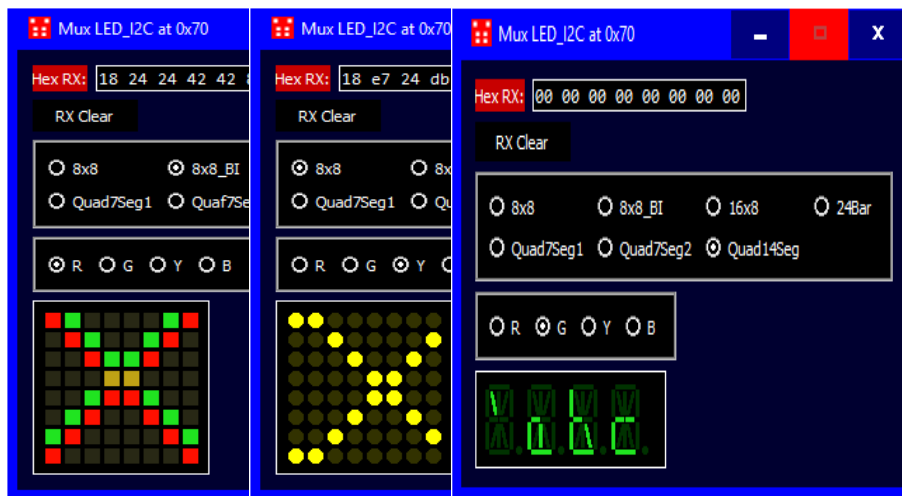 Mux LED_I2C at 0x70
Hex RX: 18 24 24 42 42
RX Clear
8x8 8x8_BI
Quad7Seg1 Quaf7Se
R G Y B
Mux LED_I2C at 0x70
Hex RX: 18 e7 24 db
RX Clear
8x8 8x
Quad7Seg1 Qu
R G Y
Mux LED_I2C at 0x70
Hex RX: 00 00 00 00 00 00 00 00
RX Clear
8x8 8x8_BI 16x8 24Bar
Quad7Seg1 Quad7Seg2 Quad14Seg
R G Y B